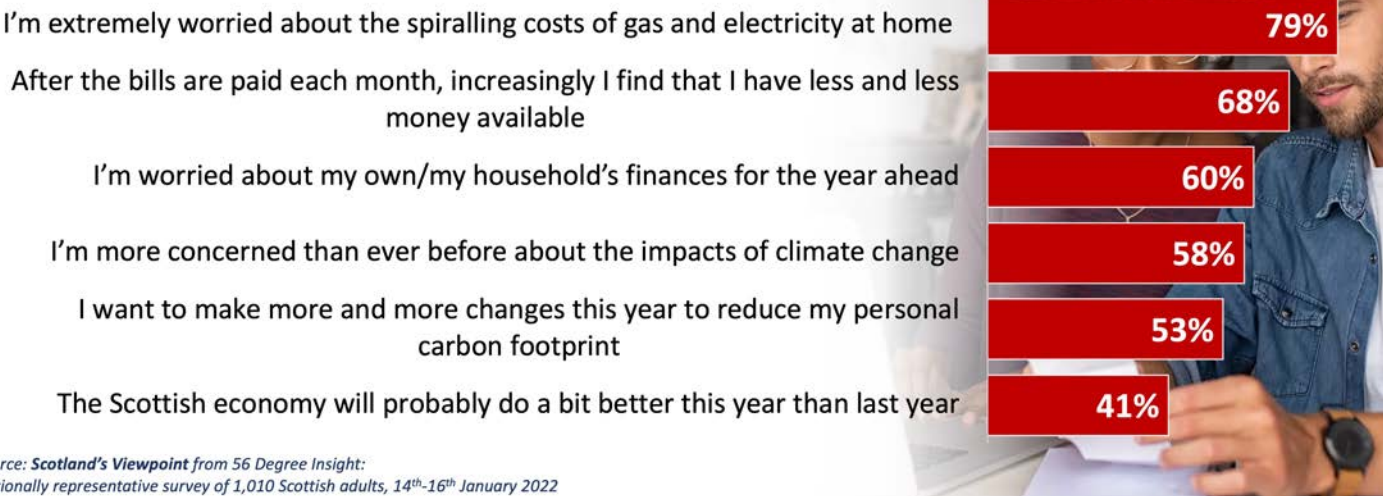 I’m extremely worried about the spiralling costs of gas and electricity at home
79%
After the bills are paid each month, increasingly I find that I have less and less
money available
68%
I’m worried about my own/my household’s finances for the year ahead
60%
I’m more concerned than ever before about the impacts of climate change
58%
I want to make more and more changes this year to reduce my personal
carbon footprint
53%
The Scottish economy will probably do a bit better this year than last year
41%
rce: Scotland’s Viewpoint from 56 Degree Insight:
ionally representative survey of 1,010 Scottish adults, 14th-16th January 2022